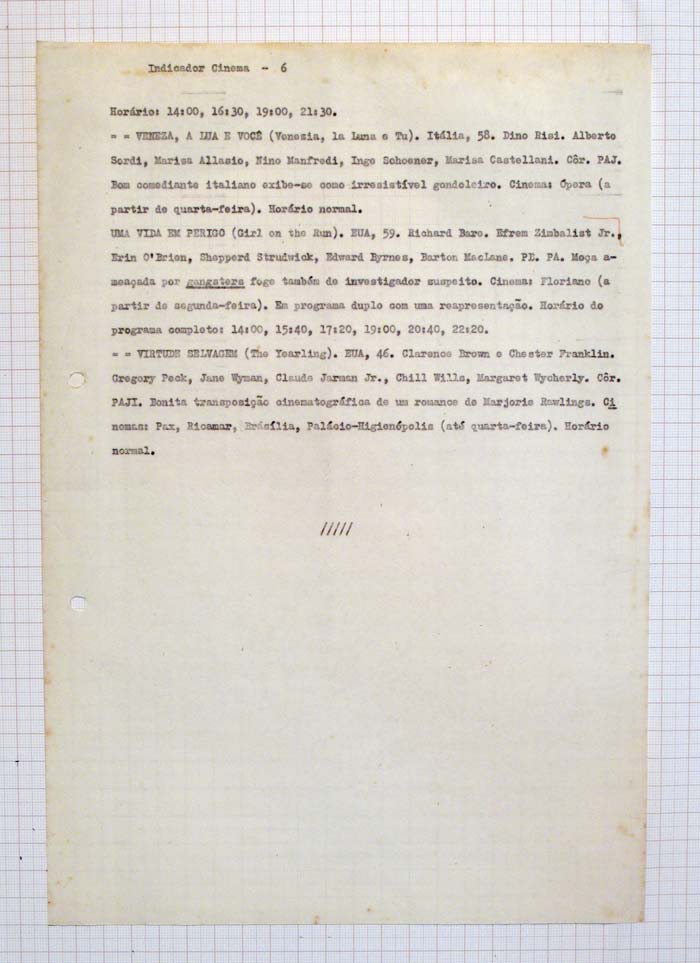 Indicador Cinema - 6
Horário: 14:00, 16:30, 19:00, 21:30.
= = VENEZA, A LUA E VOCÊ (Venezia, la Luna e Tu). Itália, 58. Dino Risi. Alberto
Sordi, Marisa Allasio, Nino Manfredi, Inge Schoener, Marisa Castellani. Côr. PAJ.
Bom comediante italiano exibe-se como irresistível gondoleiro. Cinema: Ópera (a
partir de quarta-feira). Horário normal.
UMA VIDA EM PERIGO (Girl on the Run). EUA, 59. Richard Bare. Efrem Zimbalist Jr.,
Erin O'Brien, Shepperd Strudwick, Edward Byrnes, Barton MacLane. PB. PA. Moça a-
meaçada por gangsters foge também de investigador suspeito. Cinema: Floriano (a
partir de segunda-feira). Em programa duplo com uma reapresentação. Horário do
programa completo: 14:00, 15:40, 17:20, 19:00, 20:40, 22:20.
= = VIRTUDE SELVAGEM (The Yearling). EUA, 46. Clarence Brown e Chester Franklin.
Gregory Peck, Jane Wyman, Claude Jarman Jr., Chill Wills, Margaret Wycherly. Côr.
PAJI. Bonita transposição cinematográfica de um romance de Marjorie Rawlings. Ci
nemas: Pax, Ricamar, Brasília, Palácio-Higienópolis (até quarta-feira). Horário
normal.
/////